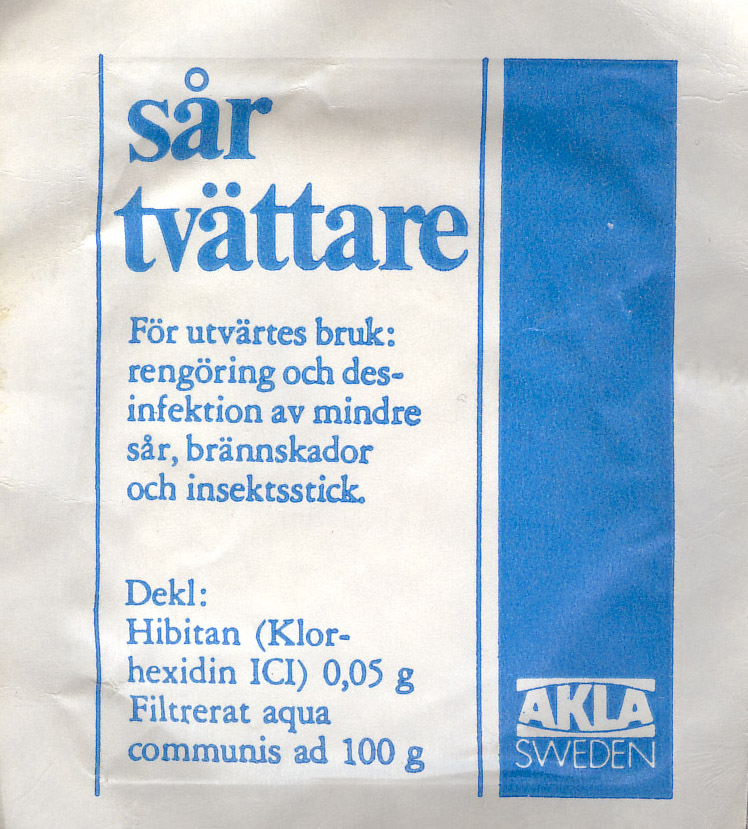 sår
tvättare
För utvärtes bruk:
rengöring och des-
infektion av mindre
sår, brännskador
och insektsstick.
Dekl:
Hibitan (Klor-
hexidin ICI) 0,05 g
Filtrerat aqua
communis ad 100 g
AKLA
SWEDEN